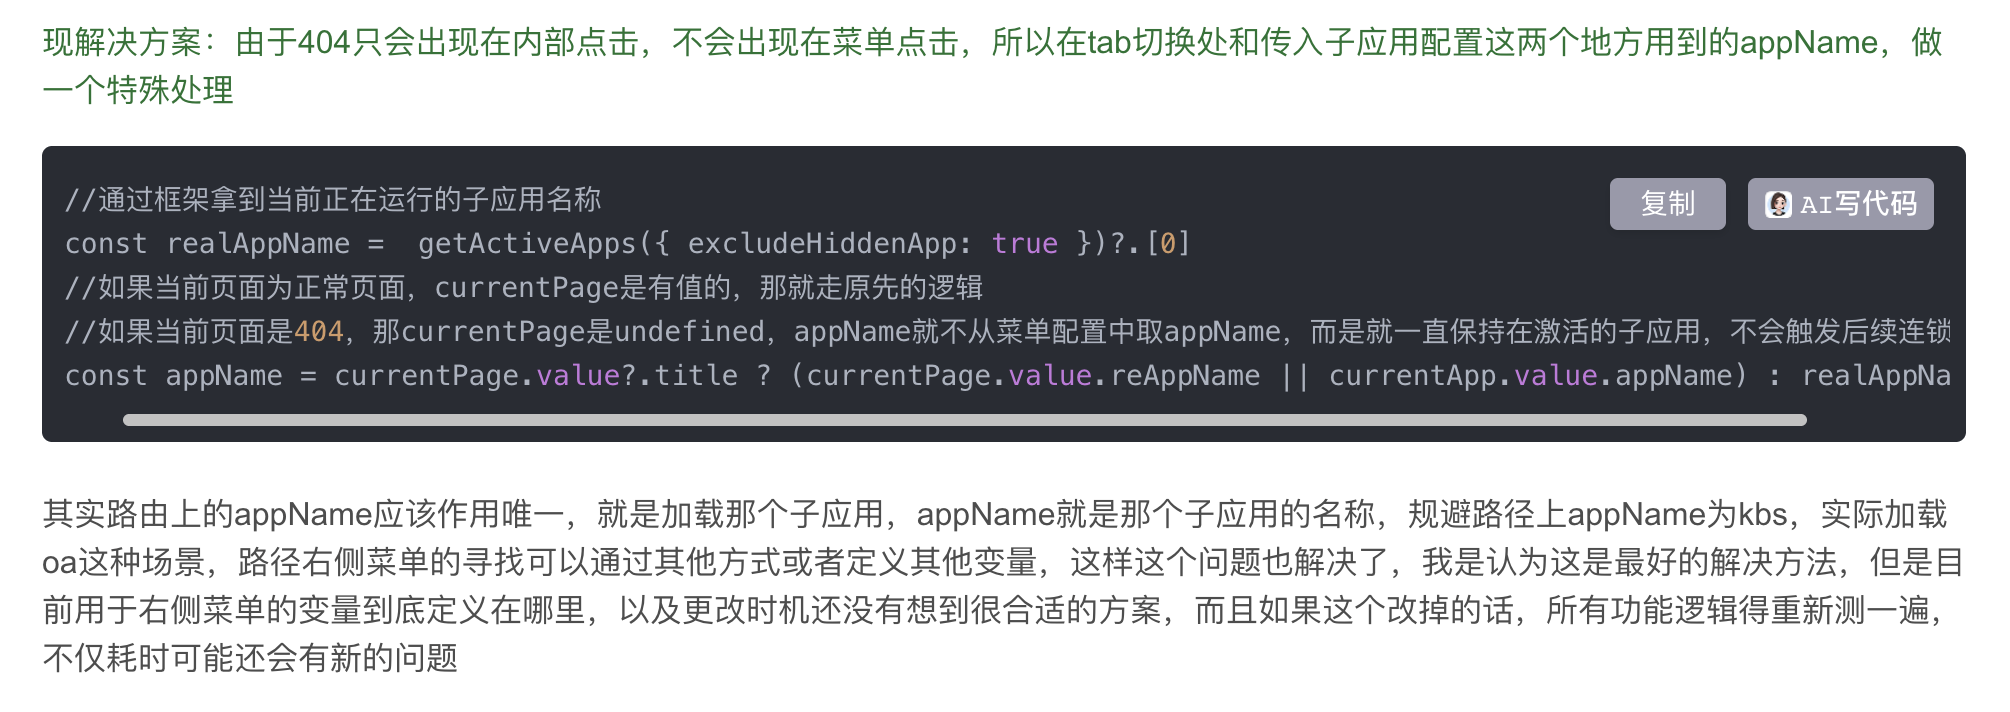 现解决方案：由于404只会出现在内部点击，不会出现在菜单点击，所以在tab切换处和传入子应用配置这两个地方用到的appName，做
一个特殊处理
复制
AI写代码
//通过框架拿到当前正在运行的子应用名称
const realAppName =  getActiveApps({ excludeHiddenApp: true })?.[0]
//如果当前页面为正常页面，currentPage是有值的，那就走原先的逻辑
//如果当前页面是404，那currentPage是undefined，appName就不从菜单配置中取appName，而是就一直保持在激活的子应用，不会触发后续连锁
const appName = currentPage.value?.title ? (currentPage.value.reAppName || currentApp.value.appName) : realAppNa
其实路由上的appName应该作用唯一，就是加载那个子应用，appName就是那个子应用的名称，规避路径上appName为kbs，实际加载
oa这种场景，路径右侧菜单的寻找可以通过其他方式或者定义其他变量，这样这个问题也解决了，我是认为这是最好的解决方法，但是目
前用于右侧菜单的变量到底定义在哪里，以及更改时机还没有想到很合适的方案，而且如果这个改掉的话，所有功能逻辑得重新测一遍，
不仅耗时可能还会有新的问题